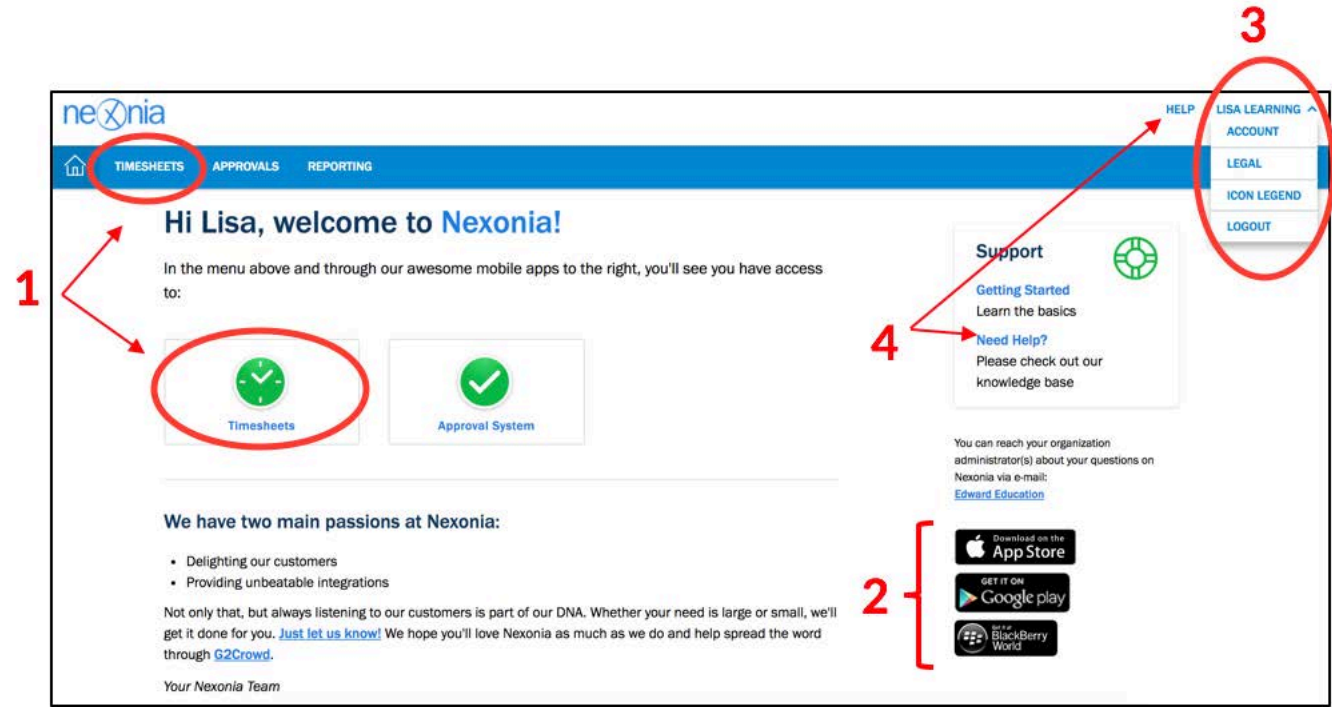 3
nexonia
HELP LISA LEARNING
ACCOUNT
TIMESHEETS APPROVALS REPORTING
LEGAL
ICON LEGEND
LOGOUT
Hi Lisa, welcome to Nexonia!
In the menu above and through our awesome mobile apps to the right, you'll see you have access
to:
1
Timesheets
Approval System
Support
Getting Started
Learn the basics
4
Need Help?
Please check out our
knowledge base
You can reach your organization
administrator(s) about your questions on
Nexonia via e-mail:
Edward Education
We have two main passions at Nexonia:
• Delighting our customers
• Providing unbeatable integrations
Not only that, but always listening to our customers is part of our DNA. Whether your need is large or small, we'll
get it done for you. Just let us know! We hope you'll love Nexonia as much as we do and help spread the word
through G2Crowd.
Your Nexonia Team
2
Download on the
App Store
GET IT ON
Google play
Get it at
BlackBerry
World